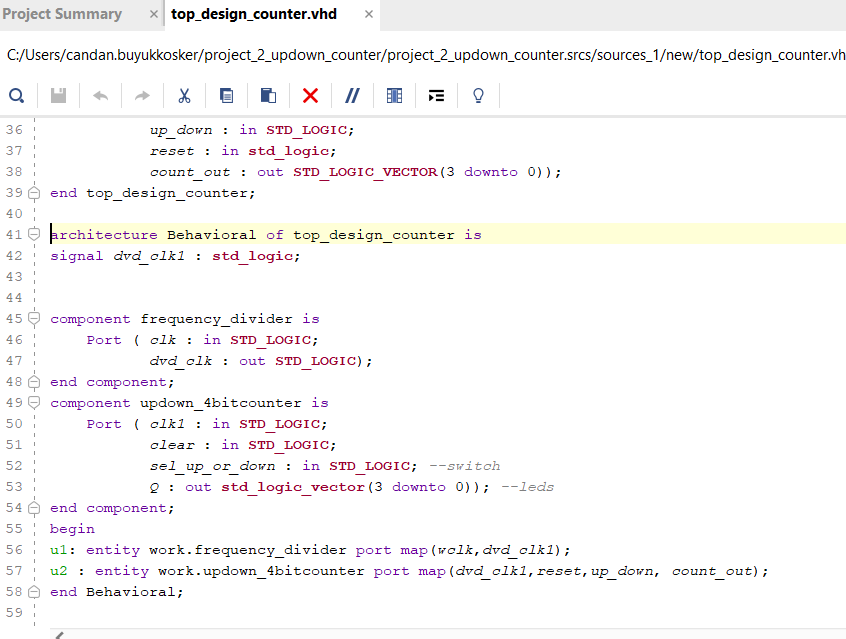 Project Summary × top_design_counter.vhd ×
C:/Users/candan.buyukkosker/project_2_updown_counter/project_2_updown_counter.srcs/sources_1/new/top_design_counter.vh
36 up_down : in STD_LOGIC;
37 reset : in std_logic;
38 count_out : out STD_LOGIC_VECTOR(3 downto 0));
39 end top_design_counter;
40
41 architecture Behavioral of top_design_counter is
42 signal dvd_clk1 : std_logic;
43
44
45 component frequency_divider is
46 Port ( clk : in STD_LOGIC;
47 dvd_clk : out STD_LOGIC);
48 end component;
49 component updown_4bitcounter is
50 Port ( clk1 : in STD_LOGIC;
51 clear : in STD_LOGIC;
52 sel_up_or_down : in STD_LOGIC; --switch
53 Q : out std_logic_vector(3 downto 0)); --leds
54 end component;
55 begin
56 u1: entity work.frequency_divider port map(wclk,dvd_clk1);
57 u2 : entity work.updown_4bitcounter port map(dvd_clk1,reset,up_down, count_out);
58 end Behavioral;
59